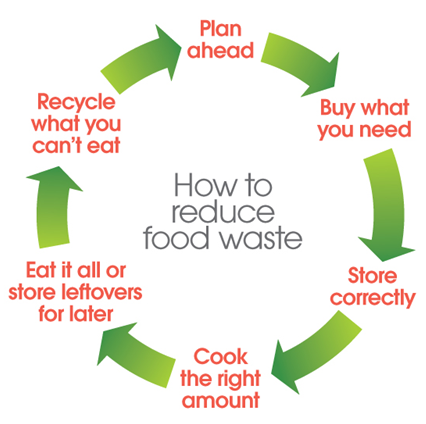 Plan
ahead
Buy what
you need
Store
correctly
Cook
the right
amount
Eat it all or
store leftovers
for later
Recycle
what you
can't eat
How to
reduce
food waste